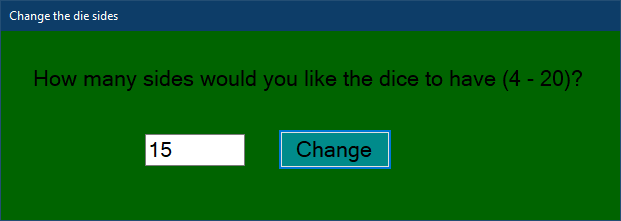 Change the die sides
How many sides would you like the dice to have (4 - 20)?
15 Change